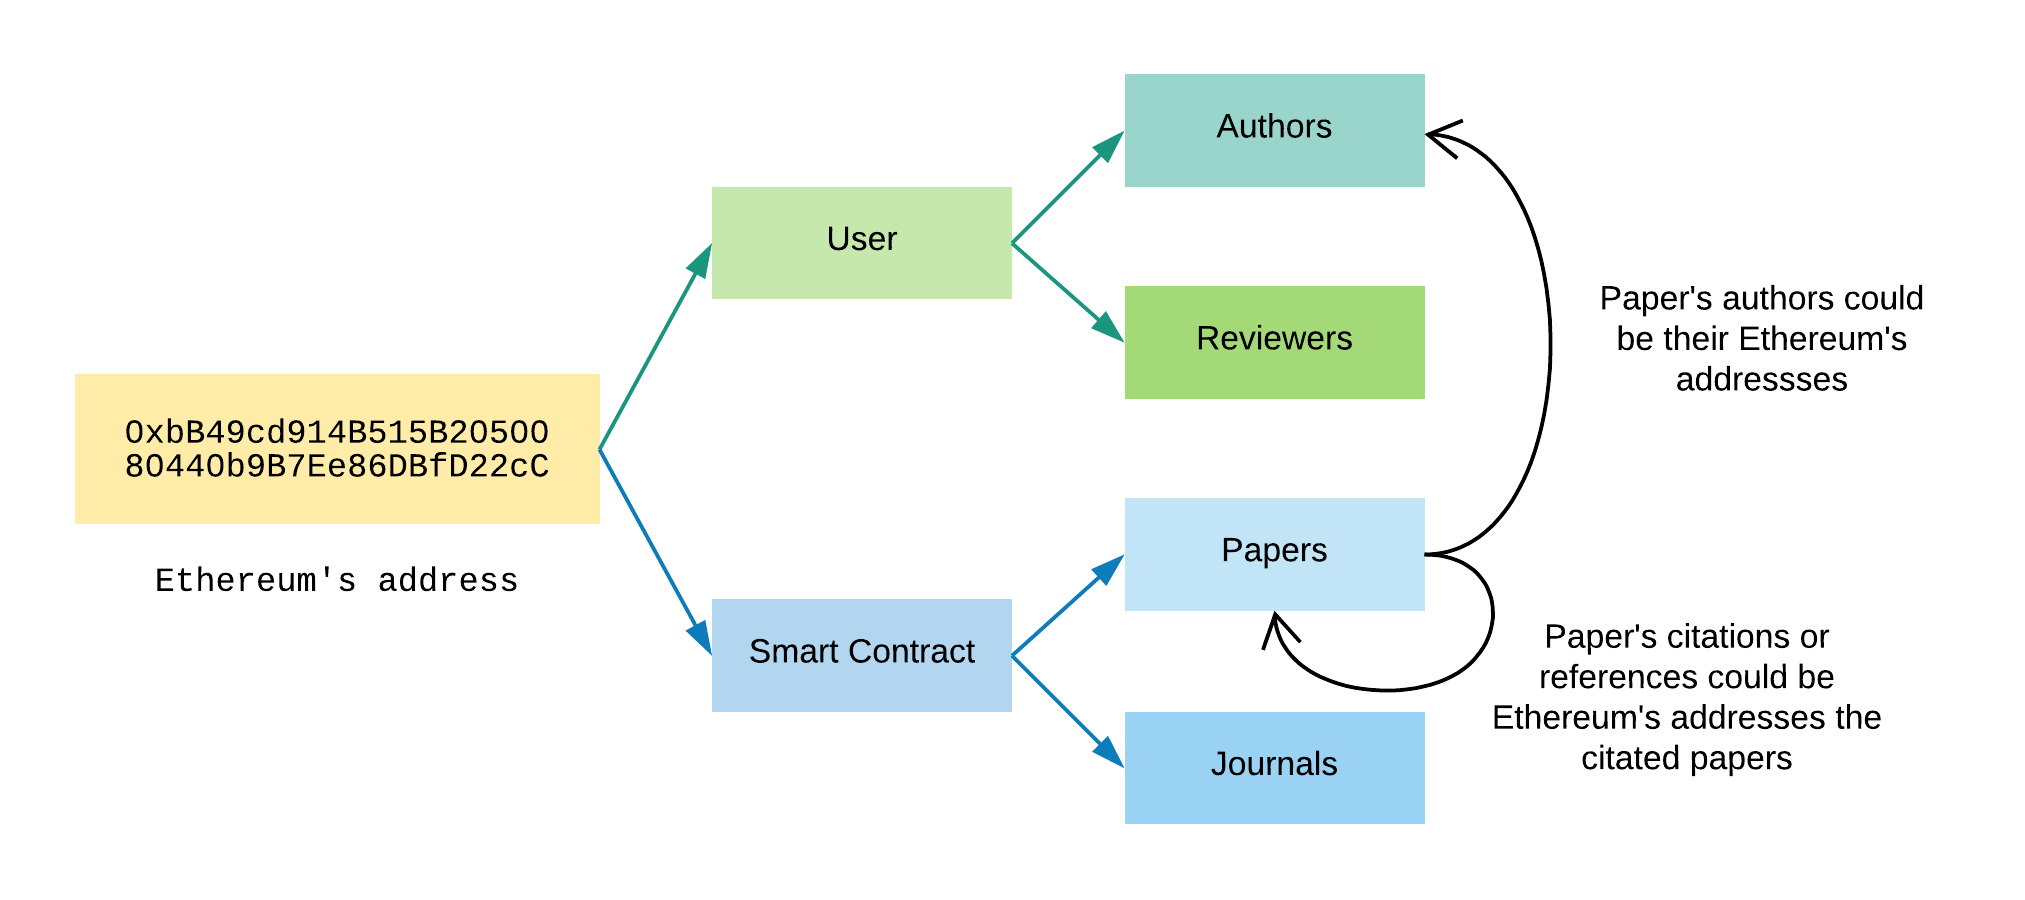 0xbB49cd914B515B20500
80440b9B7Ee86DBfD22cC
Ethereum's address
User
Smart Contract
Authors
Reviewers
Papers
Journals
Paper's authors could
be their Ethereum's
addressses
Paper's citations or
references could be
Ethereum's addresses the
citated papers